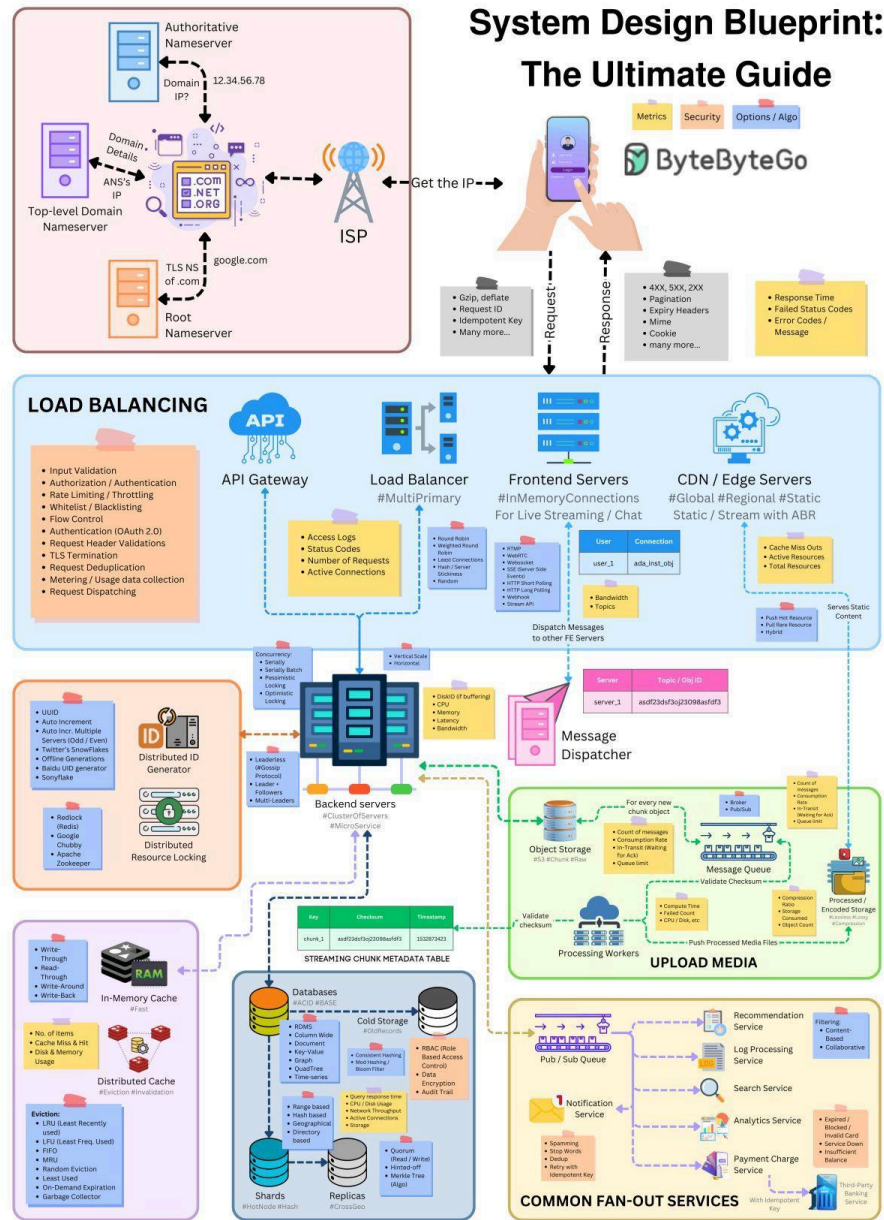 System Design Blueprint:
The Ultimate Guide
Metrics
Security
Options / Algo
ByteByteGo
Authoritative
Nameserver
Domain
IP?
12.34.56.78
Domain
Details
ANS's
IP
Top-level Domain
Nameserver
.COM
.NET
.ORG
ISP
Get the IP
TLS NS
of .com
google.com
Root
Nameserver
Login
Request
Response
• Gzip, deflate
• Request ID
• Idempotent Key
• Many more...
• 4XX, 5XX, 2XX
• Pagination
• Expiry Headers
• Mime
• Cookie
• many more...
• Response Time
• Failed Status Codes
• Error Codes /
Message
LOAD BALANCING
• Input Validation
• Authorization / Authentication
• Rate Limiting / Throttling
• Whitelist / Blacklisting
• Flow Control
• Authentication (OAuth 2.0)
• Request Header Validations
• TLS Termination
• Request Deduplication
• Metering / Usage data collection
• Request Dispatching
API
API Gateway
Load Balancer
#MultiPrimary
Frontend Servers
#InMemoryConnections
For Live Streaming / Chat
CDN / Edge Servers
#Global #Regional #Static
Static / Stream with ABR
• Access Logs
• Status Codes
• Number of Requests
• Active Connections
• Round Robin
• Weighted Round
Robin
• Least Connections
• Hash / Server
Stickiness
• Random
• RTMP
• WebRTC
• Websocket
• SSE (Server Side
Events)
• HTTP Short Polling
• HTTP Long Polling
• Webhook
• Stream API
User Connection
user_1 ada_inst_obj
• Bandwidth
• Topics
• Cache Miss Outs
• Active Resources
• Total Resources
• Push Hot Resource
• Pull Rare Resource
• Hybrid
Serves Static
Content
Dispatch Messages
to other FE Servers
Concurrency:
• Serially
• Serially Batch
• Pessimistic
Locking
• Optimistic
Locking
• Vertical Scale
• Horizontal
• DiskIO (if buffering)
• CPU
• Memory
• Latency
• Bandwidth
Server Topic / Obj ID
server_1 asdf23dsf3oj23098asfdf3
Message
Dispatcher
• UUID
• Auto Increment
• Auto Incr. Multiple
Servers (Odd / Even)
• Twitter's SnowFlakes
• Offline Generations
• Baidu UID generator
• Sonyflake
ID
Distributed ID
Generator
• Redlock
(Redis)
• Google
Chubby
• Apache
Zookeeper
Distributed
Resource Locking
• Leaderless
(#Gossip
Protocol)
• Leader +
Followers
• Multi-Leaders
Backend servers
#ClusterOfServers
#MicroService
Object Storage
#S3 #Chunk #Raw
For every new
chunk object
• Count of messages
• Consumption Rate
• In-Transit (Waiting
for Ack)
• Queue limit
• Broker
• Pub/Sub
• Count of
messages
• Consumption
Rate
• In-Transit
(Waiting for Ack)
• Queue limit
Message Queue
Validate Checksum
Processed /
Encoded Storage
#Lossless #Lossy
#Compression
• Compute Time
• Failed Count
• CPU / Disk, etc
• Compression
Ratio
• Storage
Consumed
• Object Count
Validate
checksum
Processing Workers
Push Processed Media Files
UPLOAD MEDIA
Key Checksum Timestamp
chunk_1 asdf23dsf3oj23098asfdf3 1532873423
STREAMING CHUNK METADATA TABLE
• Write-
Through
• Read-
Through
• Write-Around
• Write-Back
RAM
In-Memory Cache
#Fast
• No. of items
• Cache Miss & Hit
• Disk & Memory
Usage
Distributed Cache
#Eviction #Invalidation
Eviction:
• LRU (Least Recently
used)
• LFU (Least Freq. Used)
• FIFO
• MRU
• Random Eviction
• Least Used
• On-Demand Expiration
• Garbage Collector
Databases
#ACID #BASE
• RDMS
• Column Wide
• Document
• Key-Value
• Graph
• QuadTree
• Time-series
Cold Storage
#OldRecords
• Consistent Hashing
• Mod Hashing /
Bloom Filter
• RBAC (Role
Based Access
Control)
• Data
Encryption
• Audit Trail
• Range based
• Hash based
• Geographical
• Directory
based
• Query response time
• CPU / Disk Usage
• Network Throughput
• Active Connections
• Storage
• Quorum
(Read / Write)
• Hinted-off
• Merkle Tree
(Algo)
Shards
#HotNode #Hash
Replicas
#CrossGeo
Pub / Sub Queue
Recommendation
Service
Filtering:
• Content-
Based
• Collaborative
LOG
Log Processing
Service
Search Service
Notification
Service
Analytics Service
• Spamming
• Stop Words
• Dedup
• Retry with
Idempotent Key
• Expired /
Blocked /
Invalid Card
• Service Down
• Insufficient
Balance
Payment Charge
Service
With Idempotent
Key
Third-Party
Banking
Service
COMMON FAN-OUT SERVICES